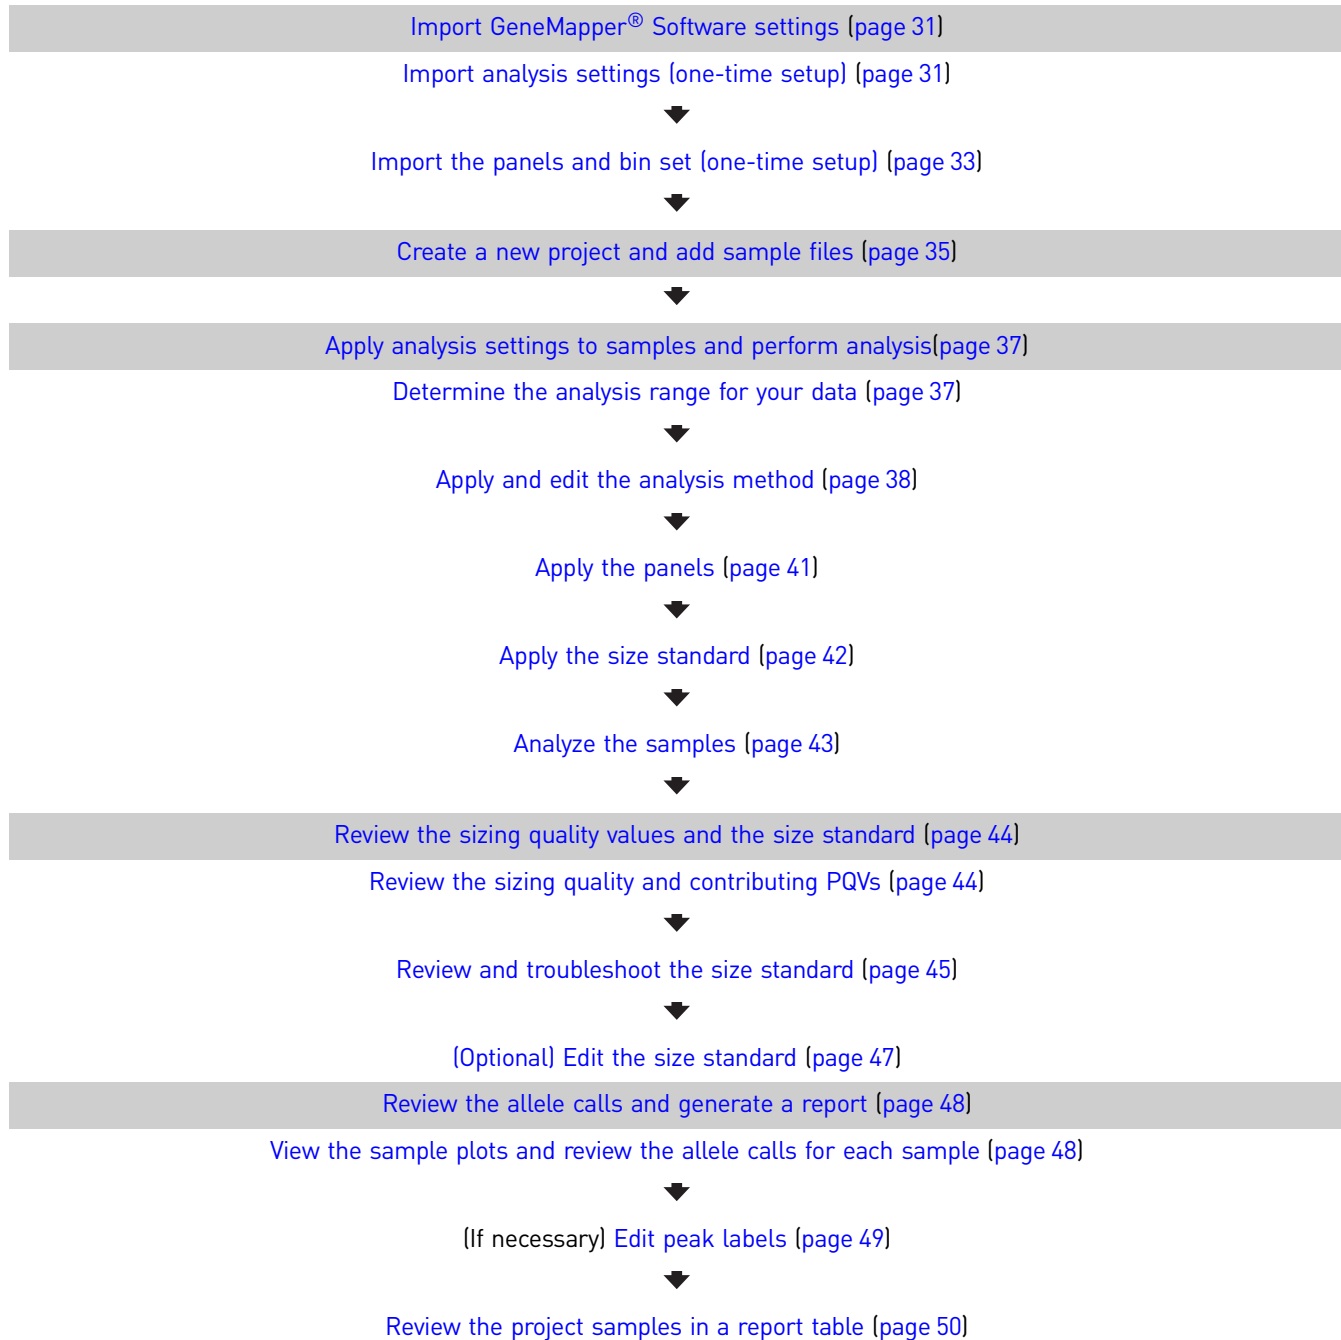 Import GeneMapper® Software settings (page 31)
Import analysis settings (one-time setup) (page 31)
Import the panels and bin set (one-time setup) (page 33)
Create a new project and add sample files (page 35)
Apply analysis settings to samples and perform analysis(page 37)
Determine the analysis range for your data (page 37)
Apply and edit the analysis method (page 38)
Apply the panels (page 41)
Apply the size standard (page 42)
Analyze the samples (page 43)
Review the sizing quality values and the size standard (page 44)
Review the sizing quality and contributing PQVs (page 44)
Review and troubleshoot the size standard (page 45)
(Optional) Edit the size standard (page 47)
Review the allele calls and generate a report (page 48)
View the sample plots and review the allele calls for each sample (page 48)
(If necessary) Edit peak labels (page 49)
Review the project samples in a report table (page 50)